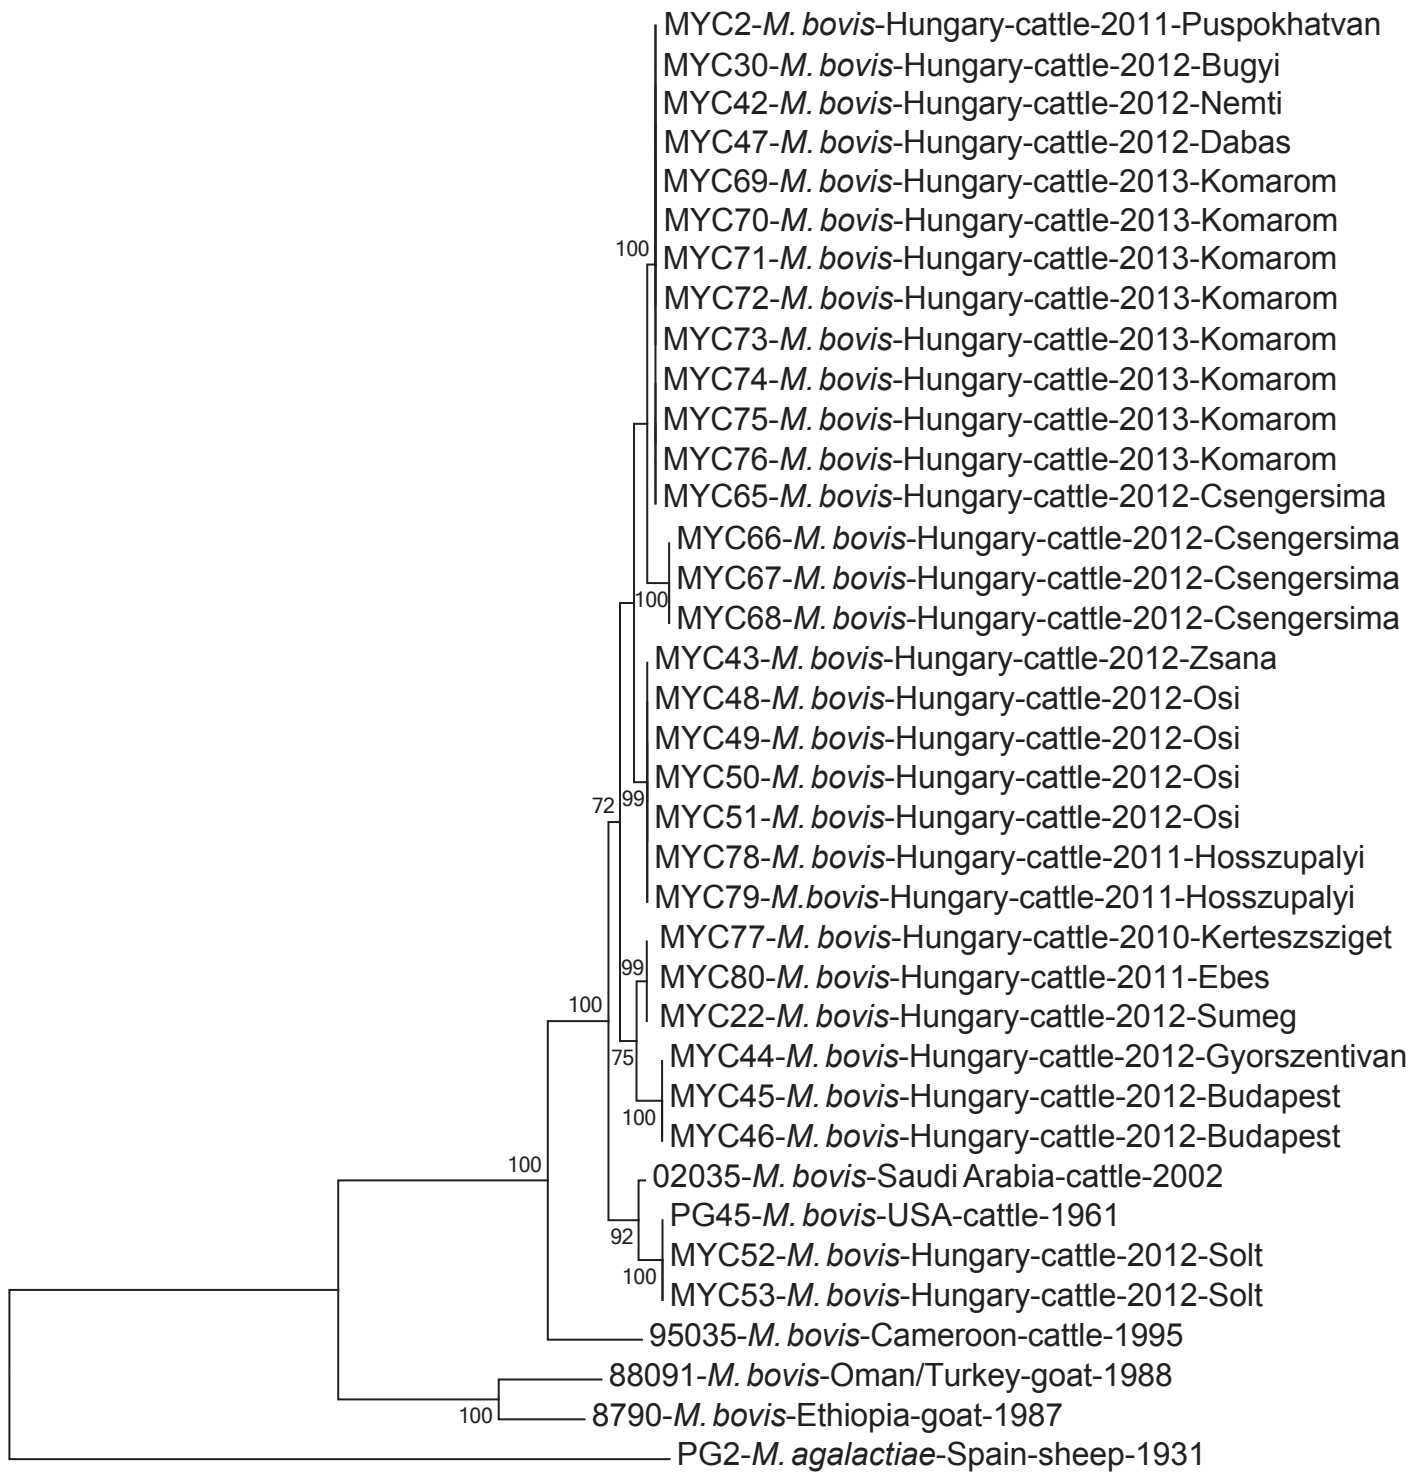 MYC2-M. bovis-Hungary-cattle-2011-Puspokhatvan
MYC30-M. bovis-Hungary-cattle-2012-Bugyi
MYC42-M. bovis-Hungary-cattle-2012-Nemti
MYC47-M. bovis-Hungary-cattle-2012-Dabas
MYC69-M. bovis-Hungary-cattle-2013-Komarom
MYC70-M. bovis-Hungary-cattle-2013-Komarom
100
MYC71-M. bovis-Hungary-cattle-2013-Komarom
MYC72-M. bovis-Hungary-cattle-2013-Komarom
MYC73-M. bovis-Hungary-cattle-2013-Komarom
MYC74-M. bovis-Hungary-cattle-2013-Komarom
MYC75-M. bovis-Hungary-cattle-2013-Komarom
MYC76-M. bovis-Hungary-cattle-2013-Komarom
MYC65-M. bovis-Hungary-cattle-2012-Csengersima
MYC66-M. bovis-Hungary-cattle-2012-Csengersima
MYC67-M. bovis-Hungary-cattle-2012-Csengersima
100
MYC68-M. bovis-Hungary-cattle-2012-Csengersima
MYC43-M. bovis-Hungary-cattle-2012-Zsana
MYC48-M. bovis-Hungary-cattle-2012-Osi
MYC49-M. bovis-Hungary-cattle-2012-Osi
MYC50-M. bovis-Hungary-cattle-2012-Osi
72
99
MYC51-M. bovis-Hungary-cattle-2012-Osi
MYC78-M. bovis-Hungary-cattle-2011-Hosszupalyi
MYC79-M.bovis-Hungary-cattle-2011-Hosszupalyi
MYC77-M. bovis-Hungary-cattle-2010-Kerteszsziget
99
MYC80-M. bovis-Hungary-cattle-2011-Ebes
100
MYC22-M. bovis-Hungary-cattle-2012-Sumeg
75
MYC44-M. bovis-Hungary-cattle-2012-Gyorszentivan
MYC45-M. bovis-Hungary-cattle-2012-Budapest
100
MYC46-M. bovis-Hungary-cattle-2012-Budapest
100
02035-M. bovis-Saudi Arabia-cattle-2002
PG45-M. bovis-USA-cattle-1961
92
MYC52-M. bovis-Hungary-cattle-2012-Solt
100
MYC53-M. bovis-Hungary-cattle-2012-Solt
95035-M. bovis-Cameroon-cattle-1995
88091-M. bovis-Oman/Turkey-goat-1988
100
8790-M. bovis-Ethiopia-goat-1987
PG2-M. agalactiae-Spain-sheep-1931